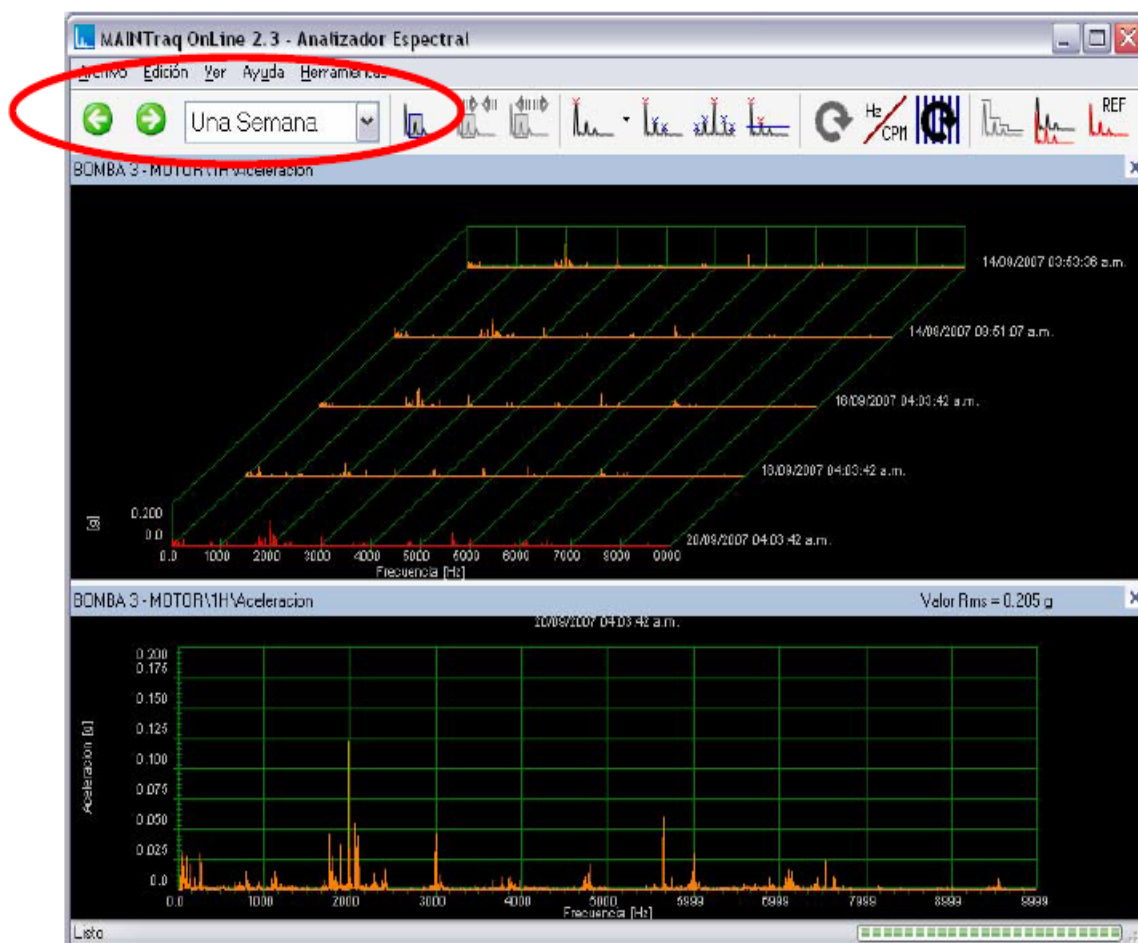 MAINTraq OnLine 2.3 - Analizador Espectral
Archivo Edición Ver Ayuda Herramientas
Una Semana
Hz
CPM
REF
BOMBA 3 - MOTOR\1H\Aceleracion
14/09/2007 03:53:36 a.m.
14/09/2007 09:51:07 a.m.
16/09/2007 04:03:42 a.m.
18/09/2007 04:03:42 a.m.
20/09/2007 04:03:42 a.m.
[g]
0.200
0.0
0.0 1000 2000 3000 4000 5000 6000 7000 8000 9000
Frecuencia [Hz]
BOMBA 3 - MOTOR\1H\Aceleracion Valor Rms = 0.205 g
20/09/2007 04:03:42 a.m.
Aceleracion [g]
0.200
0.175
0.150
0.125
0.100
0.075
0.050
0.025
0.0
0.0 1000 2000 3000 4000 5000 5999 6999 7999 8999 9999
Frecuencia [Hz]
Listo